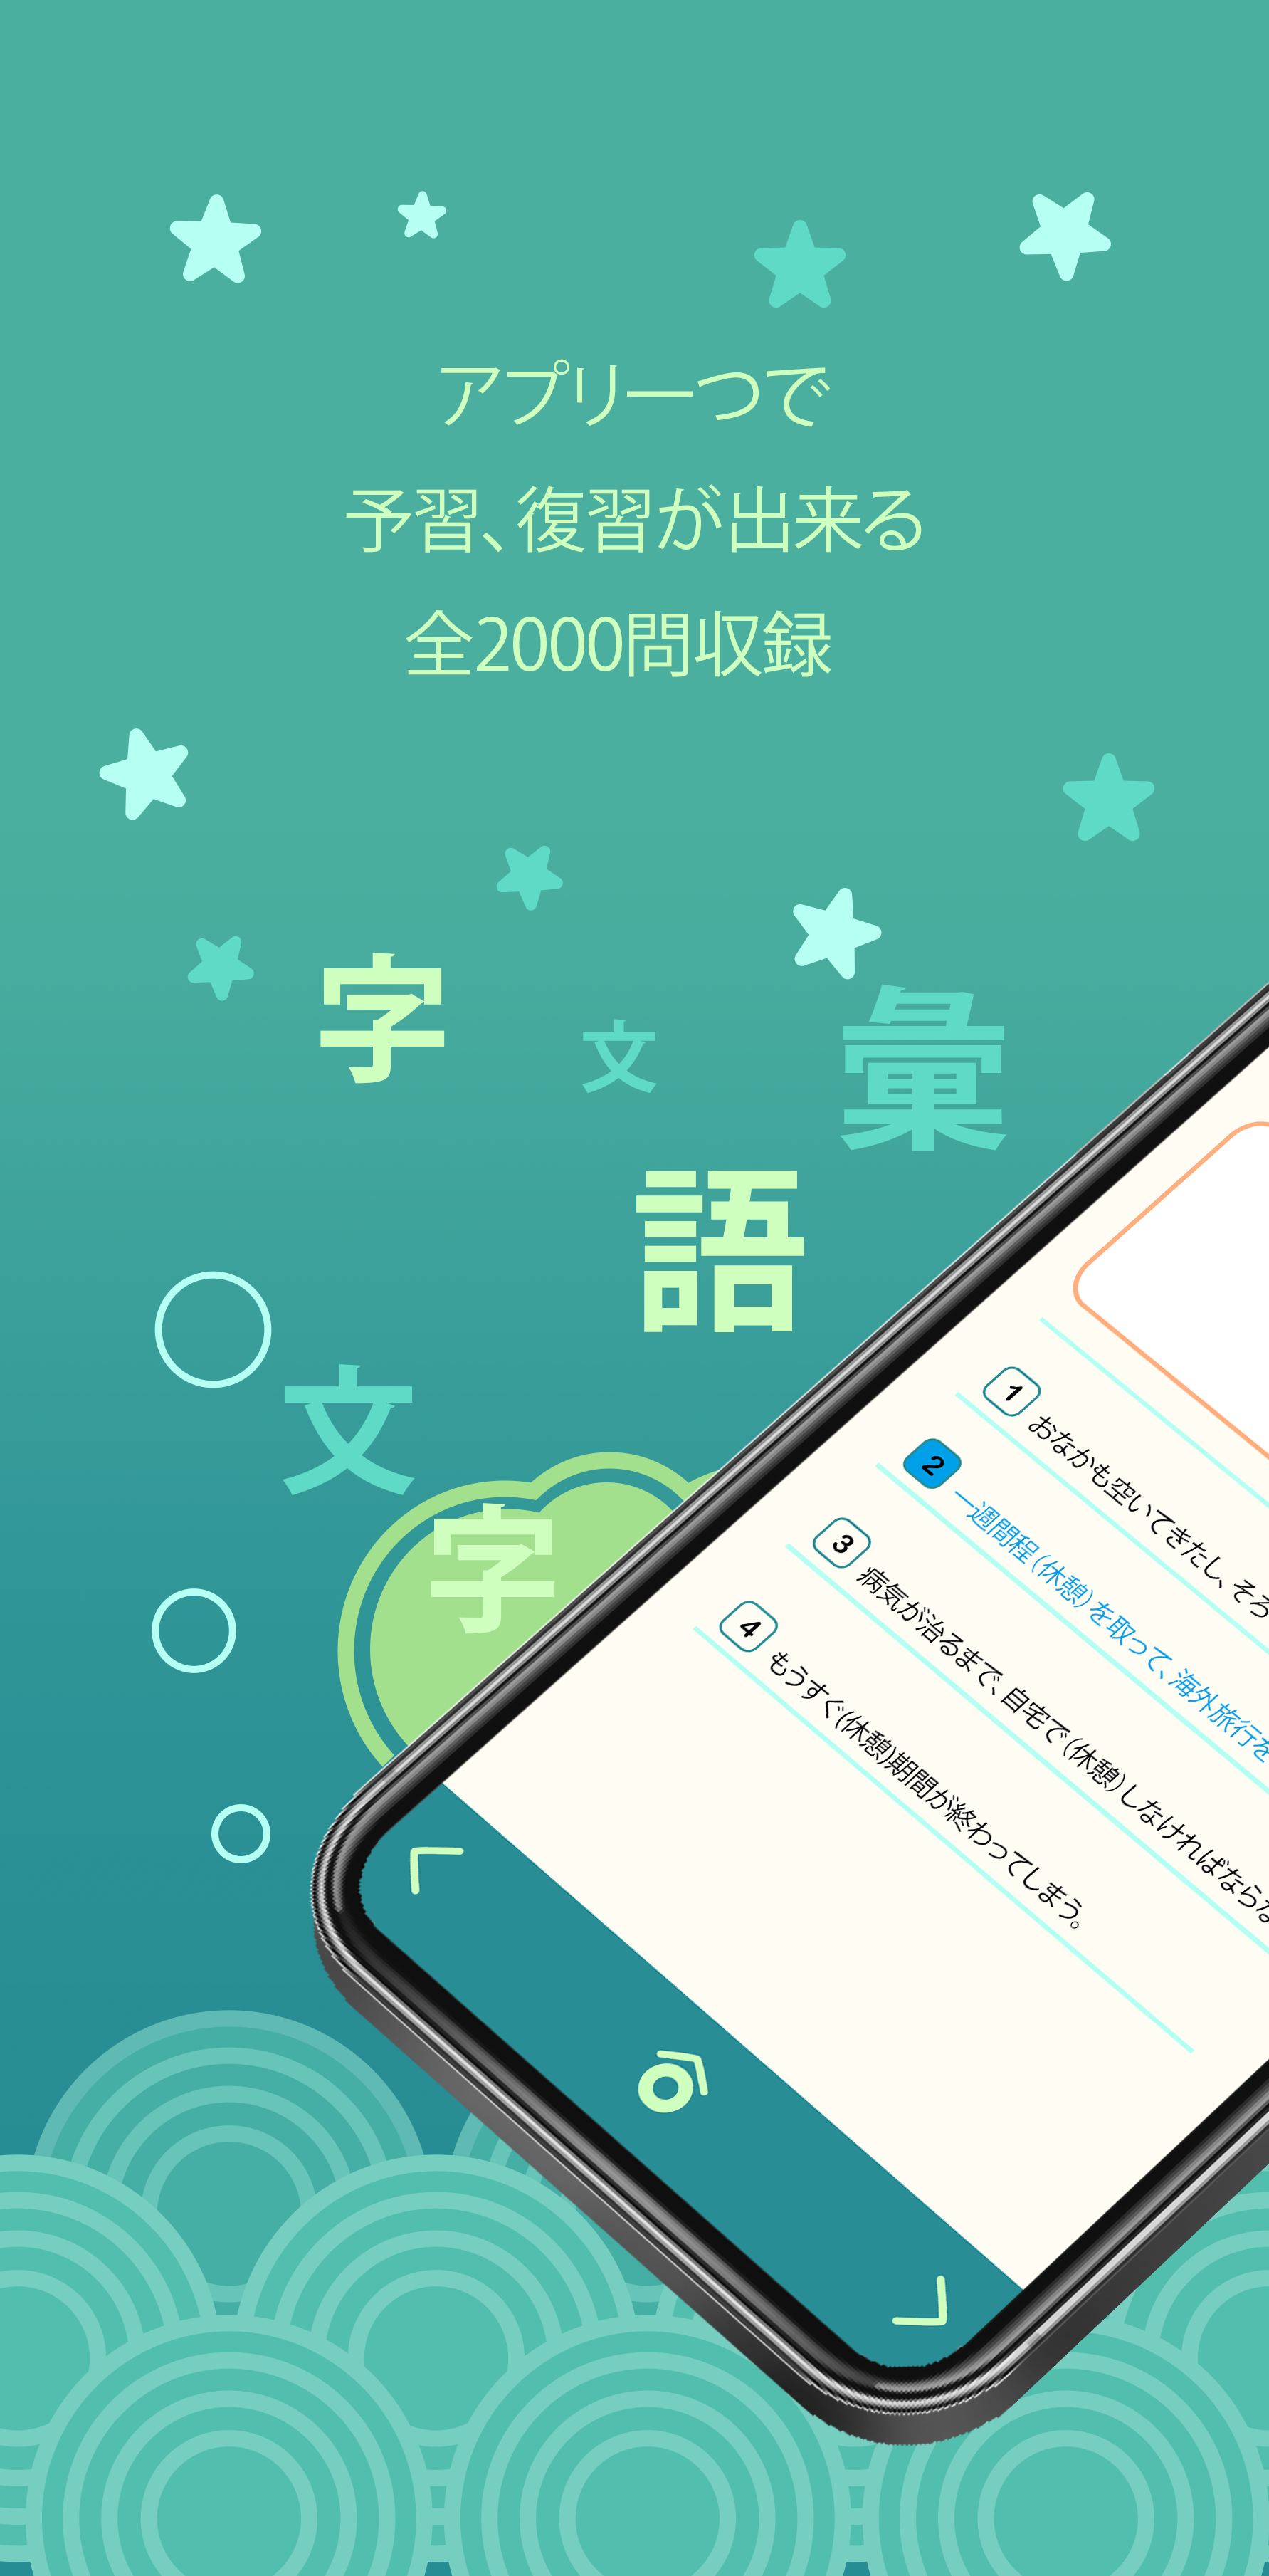 アプリ一つで
予習、復習が出来る
全2000問収録
字
文
彙
語
文
字
1 おなかも空いてきたし、そろ
2 一週間程(休憩)を取って、海外旅行を
3 病気が治るまで、自宅で(休憩)しなければならな
4 もうすぐ(休憩)期間が終わってしまう。